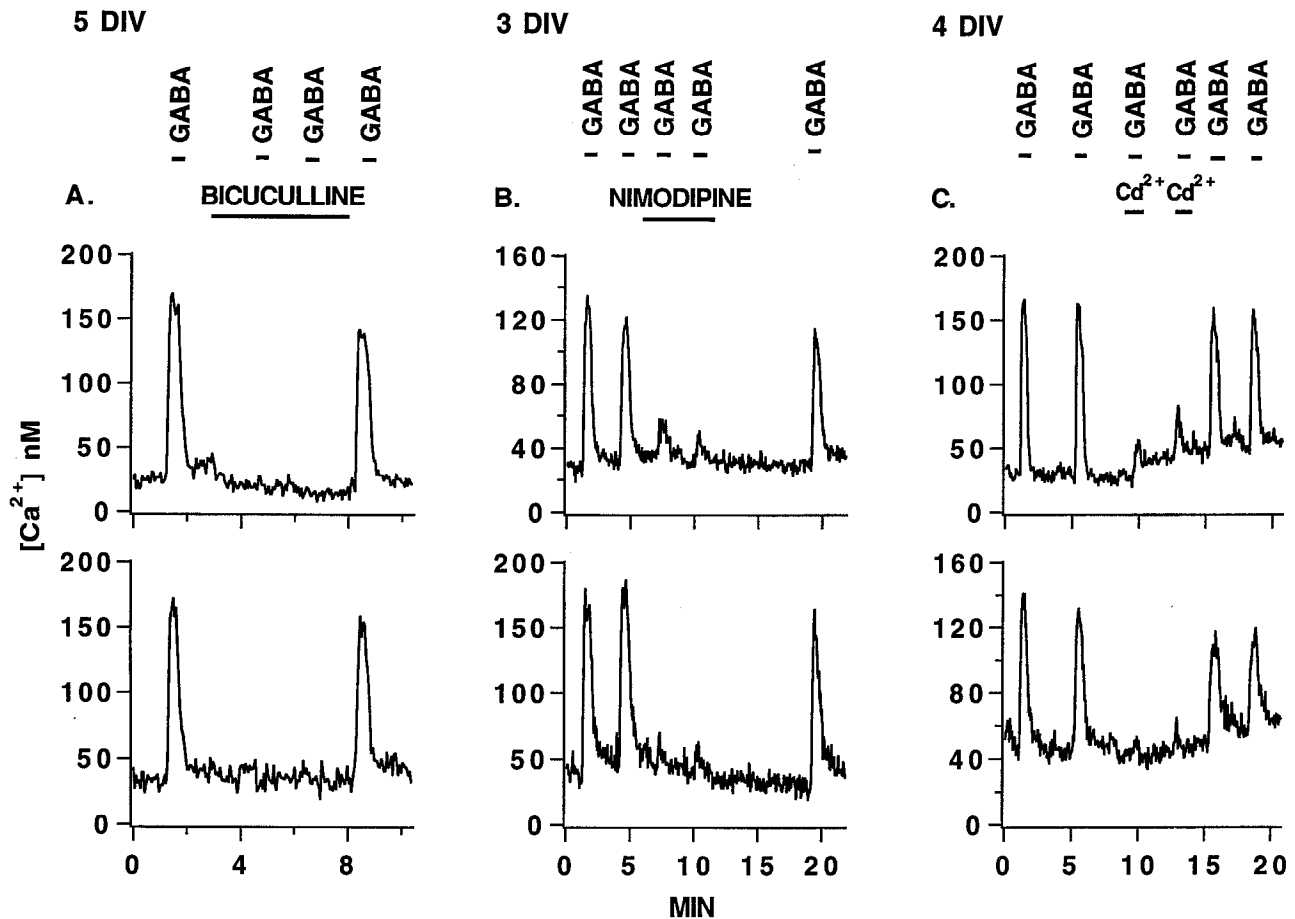 5 DIV
GABA
GABA
GABA
GABA
A.
BICUCULLINE
3 DIV
GABA
GABA
GABA
GABA
GABA
B.
NIMODIPINE
4 DIV
GABA
GABA
GABA
GABA
GABA
GABA
C.
Cd²⁺ Cd²⁺
[Ca²⁺] nM
200
150
100
50
0
160
120
80
40
0
200
150
100
50
0
200
150
100
50
0
200
150
100
50
0
160
120
80
40
0
0 4 8
0 5 10 15 20
0 5 10 15 20
MIN